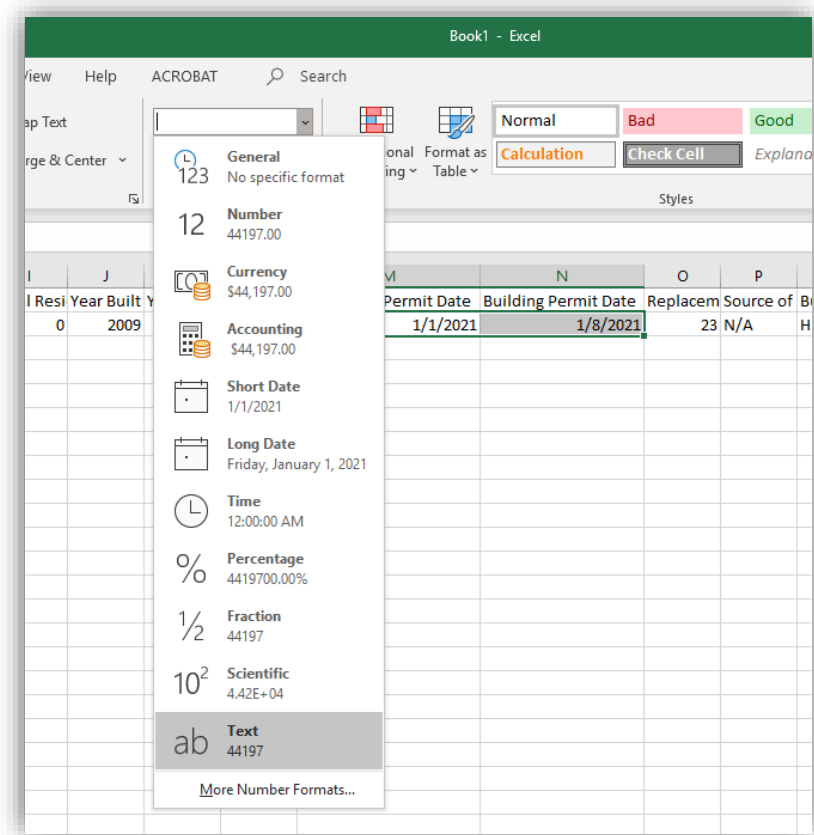 Book1 - Excel
View Help ACROBAT Search
ap Text
rge & Center
onal
ing
Format as
Table
Normal Bad Good
Calculation Check Cell Explana
Styles
General
No specific format
Number
44197.00
Currency
$44,197.00
Accounting
$44,197.00
Short Date
1/1/2021
Long Date
Friday, January 1, 2021
Time
12:00:00 AM
Percentage
4419700.00%
Fraction
44197
Scientific
4.42E+04
Text
44197
More Number Formats...
I J M N O P
l Resi Year Built Y Permit Date Building Permit Date Replacem Source of B
0 2009 1/1/2021 1/8/2021 23 N/A H